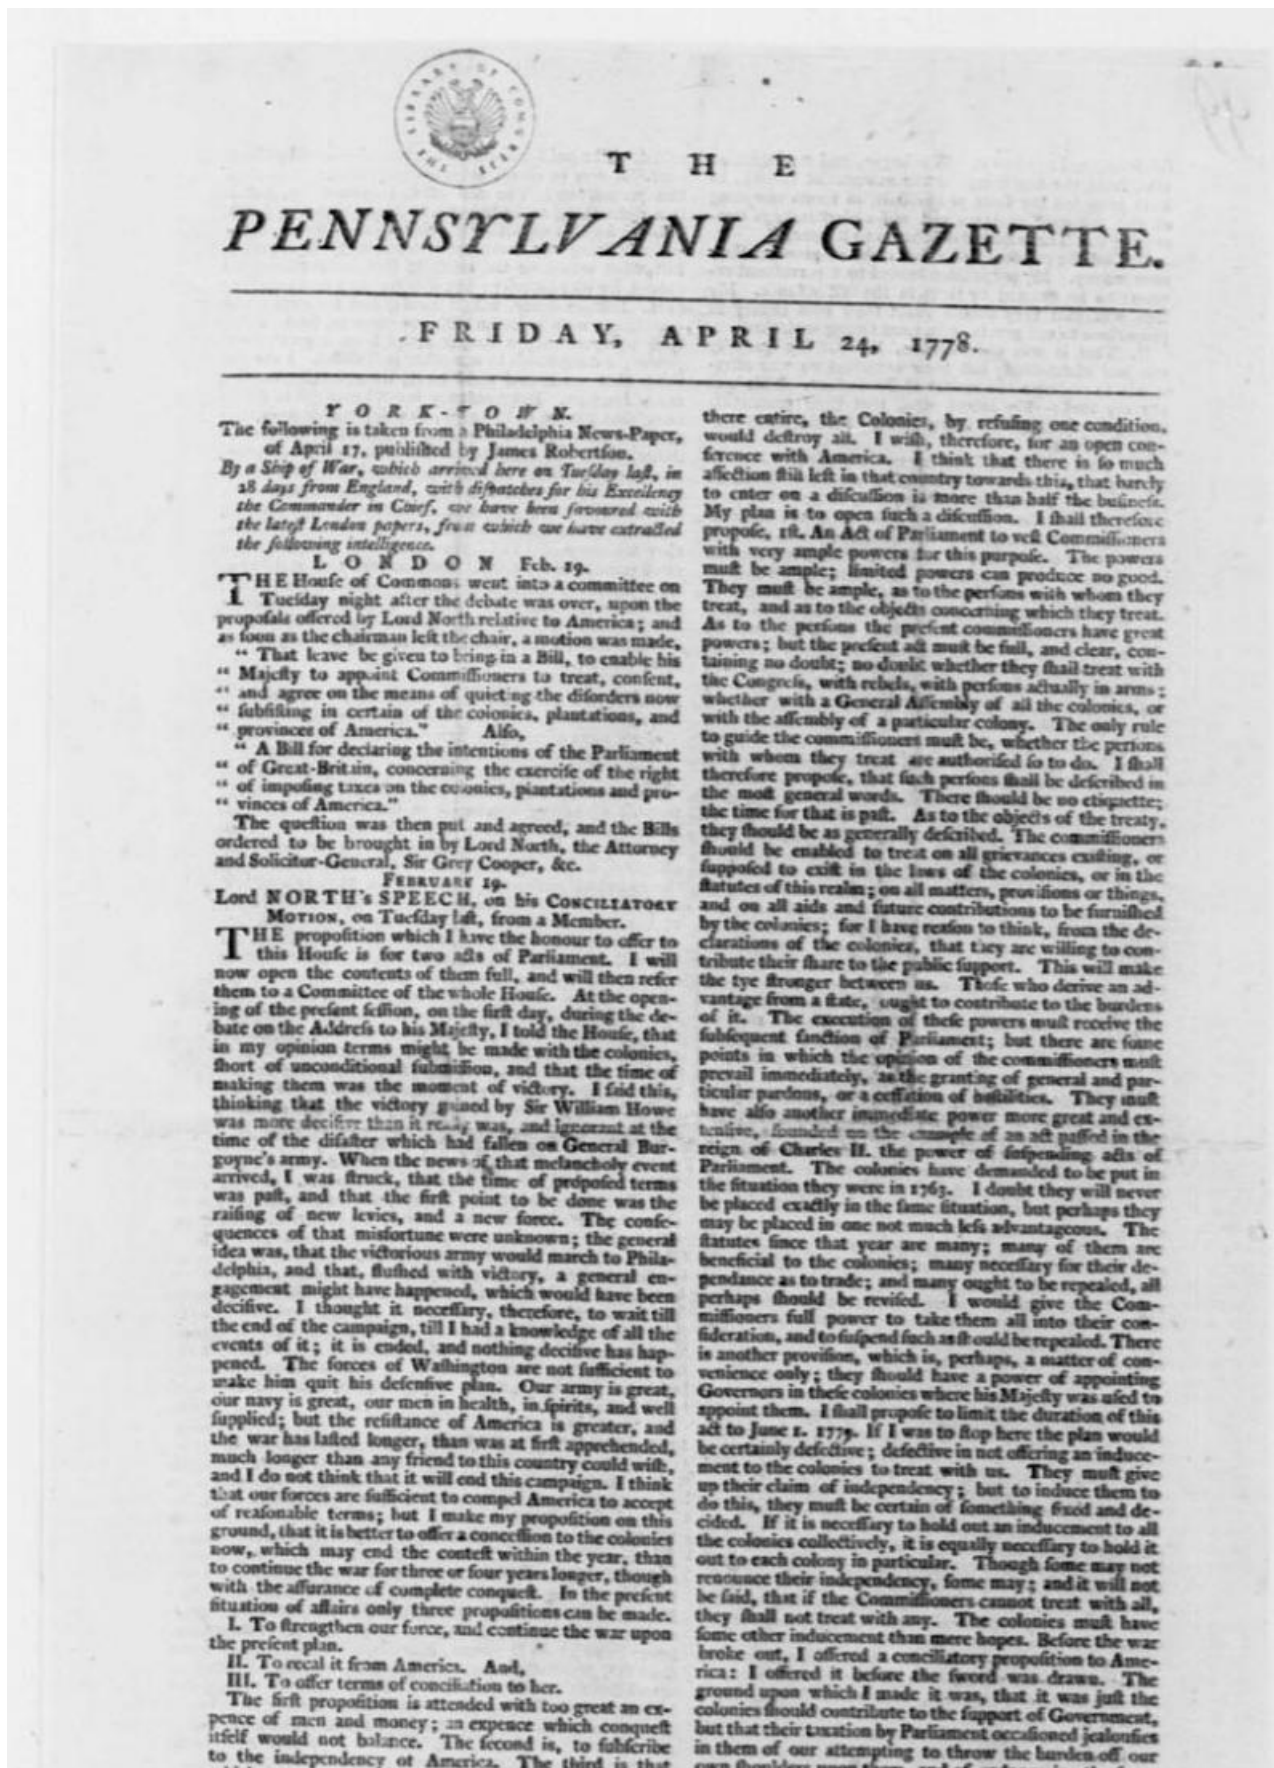 THE LIBRARY OF CONGRESS
THE
PENNSYLVANIA GAZETTE.
FRIDAY, APRIL 24, 1778.
YORK-TOWN.
The following is taken from a Philadelphia News-Paper,
of April 17, published by James Robertſon.
By a Ship of War, which arrived here on Tueſday laſt, in
28 days from England, with diſpatches for his Excellency
the Commander in Chief, we have been favoured with
the lateſt London papers, from which we have extracted
the following intelligence.
LONDON Feb. 19.
THE Houſe of Commons went into a committee on
Tueſday night after the debate was over, upon the
propoſals offered by Lord North relative to America; and
as ſoon as the chairman left the chair, a motion was made,
“ That leave be given to bring in a Bill, to enable his
“ Majeſty to appoint Commiſſioners to treat, conſent,
“ and agree on the means of quieting the diſorders now
“ ſubſiſting in certain of the colonies, plantations, and
“ provinces of America.” Alſo,
“ A Bill for declaring the intentions of the Parliament
“ of Great-Britain, concerning the exerciſe of the right
“ of impoſing taxes on the colonies, plantations and pro-
“ vinces of America.”
The queſtion was then put and agreed, and the Bills
ordered to be brought in by Lord North, the Attorney
and Solicitor-General, Sir Grey Cooper, &c.
FEBRUARY 19.
Lord NORTH's SPEECH, on his CONCILIATORY
MOTION, on Tueſday laſt, from a Member.
THE propoſition which I have the honour to offer to
this Houſe is for two acts of Parliament. I will
now open the contents of them full, and will then refer
them to a Committee of the whole Houſe. At the open-
ing of the preſent ſeſſion, on the firſt day, during the de-
bate on the Addreſs to his Majeſty, I told the Houſe, that
in my opinion terms might be made with the colonies,
ſhort of unconditional ſubmiſſion, and that the time of
making them was the moment of victory. I ſaid this,
thinking that the victory gained by Sir William Howe
was more deciſive than it really was, and ignorant at the
time of the diſaſter which had fallen on General Bur-
goyne's army. When the news of that melancholy event
arrived, I was ſtruck, that the time of propoſed terms
was paſt, and that the firſt point to be done was the
raiſing of new levies, and a new force. The conſe-
quences of that misfortune were unknown; the general
idea was, that the victorious army would march to Phila-
delphia, and that, fluſhed with victory, a general en-
gagement might have happened, which would have been
deciſive. I thought it neceſſary, therefore, to wait till
the end of the campaign, till I had a knowledge of all the
events of it; it is ended, and nothing deciſive has hap-
pened. The forces of Waſhington are not ſufficient to
make him quit his defenſive plan. Our army is great,
our navy is great, our men in health, in ſpirits, and well
ſupplied; but the reſiſtance of America is greater, and
the war has laſted longer, than was at firſt apprehended,
much longer than any friend to this country could wiſh,
and I do not think that it will end this campaign. I think
that our forces are ſufficient to compel America to accept
of reaſonable terms; but I make my propoſition on this
ground, that it is better to offer a conceſſion to the colonies
now, which may end the conteſt within the year, than
to continue the war for three or four years longer, though
with the aſſurance of complete conqueſt. In the preſent
ſituation of affairs only three propoſitions can be made.
I. To ſtrengthen our force, and continue the war upon
the preſent plan.
II. To recal it from America. And,
III. To offer terms of conciliation to her.
The firſt propoſition is attended with too great an ex-
pence of men and money; an expence which conqueſt
itſelf would not balance. The ſecond is, to ſubſcribe
to the independency of America. The third is that
there entire, the Colonies, by refuſing one condition,
would deſtroy all. I wiſh, therefore, for an open con-
ference with America. I think that there is ſo much
affection ſtill left in that country towards this, that barely
to enter on a diſcuſſion is more than half the buſineſs.
My plan is to open ſuch a diſcuſſion. I ſhall therefore
propoſe, 1ſt. An Act of Parliament to veſt Commiſſioners
with very ample powers for this purpoſe. The powers
muſt be ample; limited powers can produce no good.
They muſt be ample, as to the perſons with whom they
treat, and as to the objects concerning which they treat.
As to the perſons the preſent commiſſioners have great
powers; but the preſent act muſt be full, and clear, con-
taining no doubt; no doubt whether they ſhall treat with
the Congreſs, with rebels, with perſons actually in arms;
whether with a General Aſſembly of all the colonies, or
with the aſſembly of a particular colony. The only rule
to guide the commiſſioners muſt be, whether the perſons
with whom they treat are authoriſed ſo to do. I ſhall
therefore propoſe, that ſuch perſons ſhall be deſcribed in
the moſt general words. There ſhould be no etiquette;
the time for that is paſt. As to the objects of the treaty,
they ſhould be as generally deſcribed. The commiſſioners
ſhould be enabled to treat on all grievances exiſting, or
ſuppoſed to exiſt in the laws of the colonies, or in the
ſtatutes of this realm; on all matters, proviſions or things,
and on all aids and future contributions to be furniſhed
by the colonies; for I have reaſon to think, from the de-
clarations of the colonies, that they are willing to con-
tribute their ſhare to the public ſupport. This will make
the tye ſtronger between us. Thoſe who derive an ad-
vantage from a ſtate, ought to contribute to the burdens
of it. The execution of theſe powers muſt receive the
ſubſequent ſanction of Parliament; but there are ſome
points in which the opinion of the commiſſioners muſt
prevail immediately, as the granting of general and par-
ticular pardons, or a ceſſation of hoſtilities. They muſt
have alſo another immediate power more great and ex-
tenſive, founded on the example of an act paſſed in the
reign of Charles II. the power of ſuſpending acts of
Parliament. The colonies have demanded to be put in
the ſituation they were in 1763. I doubt they will never
be placed exactly in the ſame ſituation, but perhaps they
may be placed in one not much leſs advantageous. The
ſtatutes ſince that year are many; many of them are
beneficial to the colonies; many neceſſary for their de-
pendance as to trade; and many ought to be repealed, all
perhaps ſhould be reviſed. I would give the Com-
miſſioners full power to take them all into their con-
ſideration, and to ſuſpend ſuch as ſhould be repealed. There
is another proviſion, which is, perhaps, a matter of con-
venience only; they ſhould have a power of appointing
Governors in theſe colonies where his Majeſty was uſed to
appoint them. I ſhall propoſe to limit the duration of this
act to June 1. 1779. If I was to ſtop here the plan would
be certainly defective; defective in not offering an induce-
ment to the colonies to treat with us. They muſt give
up their claim of independency; but to induce them to
do this, they muſt be certain of ſomething fixed and de-
cided. If it is neceſſary to hold out an inducement to all
the colonies collectively, it is equally neceſſary to hold it
out to each colony in particular. Though ſome may not
renounce their independency, ſome may; and it will not
be ſaid, that if the Commiſſioners cannot treat with all,
they ſhall not treat with any. The colonies muſt have
ſome other inducement than mere hopes. Before the war
broke out, I offered a conciliatory propoſition to Ame-
rica: I offered it before the ſword was drawn. The
ground upon which I made it was, that it was juſt the
colonies ſhould contribute to the ſupport of Government,
but that their taxation by Parliament occaſioned jealouſies
in them of our attempting to throw the burden off our